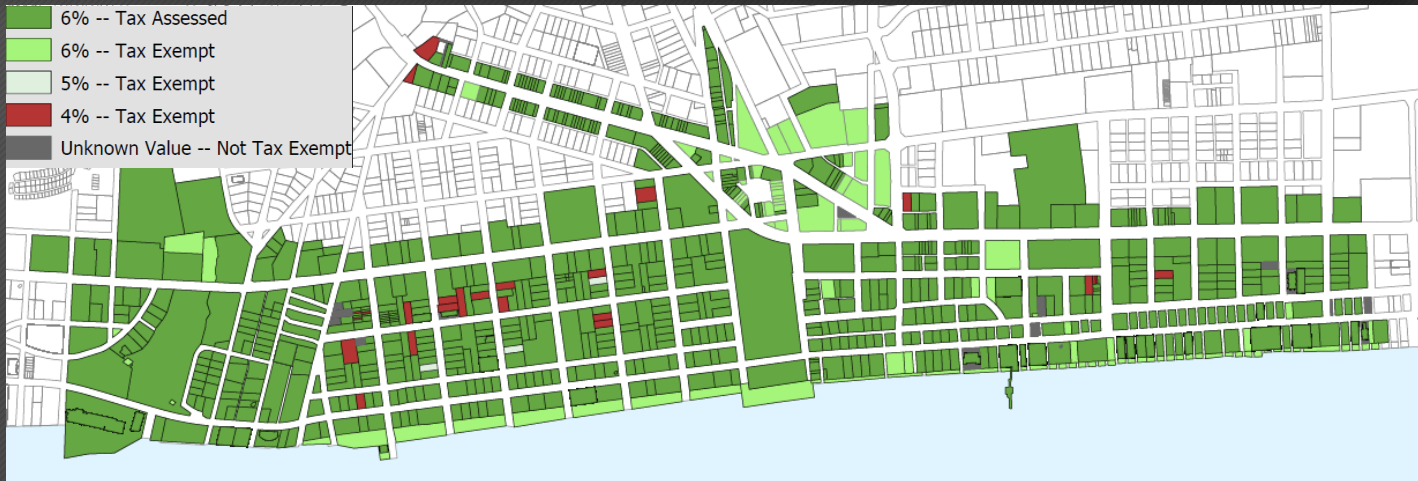 6% -- Tax Assessed
6% -- Tax Exempt
5% -- Tax Exempt
4% -- Tax Exempt
Unknown Value -- Not Tax Exempt